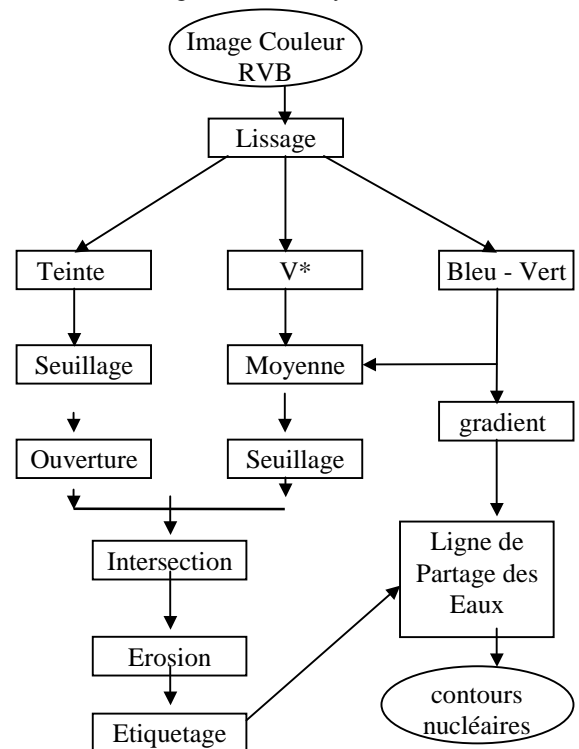 Image Couleur
RVB
Lissage
Teinte
V*
Bleu - Vert
Seuillage
Moyenne
gradient
Ouverture
Seuillage
Ligne de
Partage des
Eaux
Intersection
Erosion
contours
nucléaires
Etiquetage